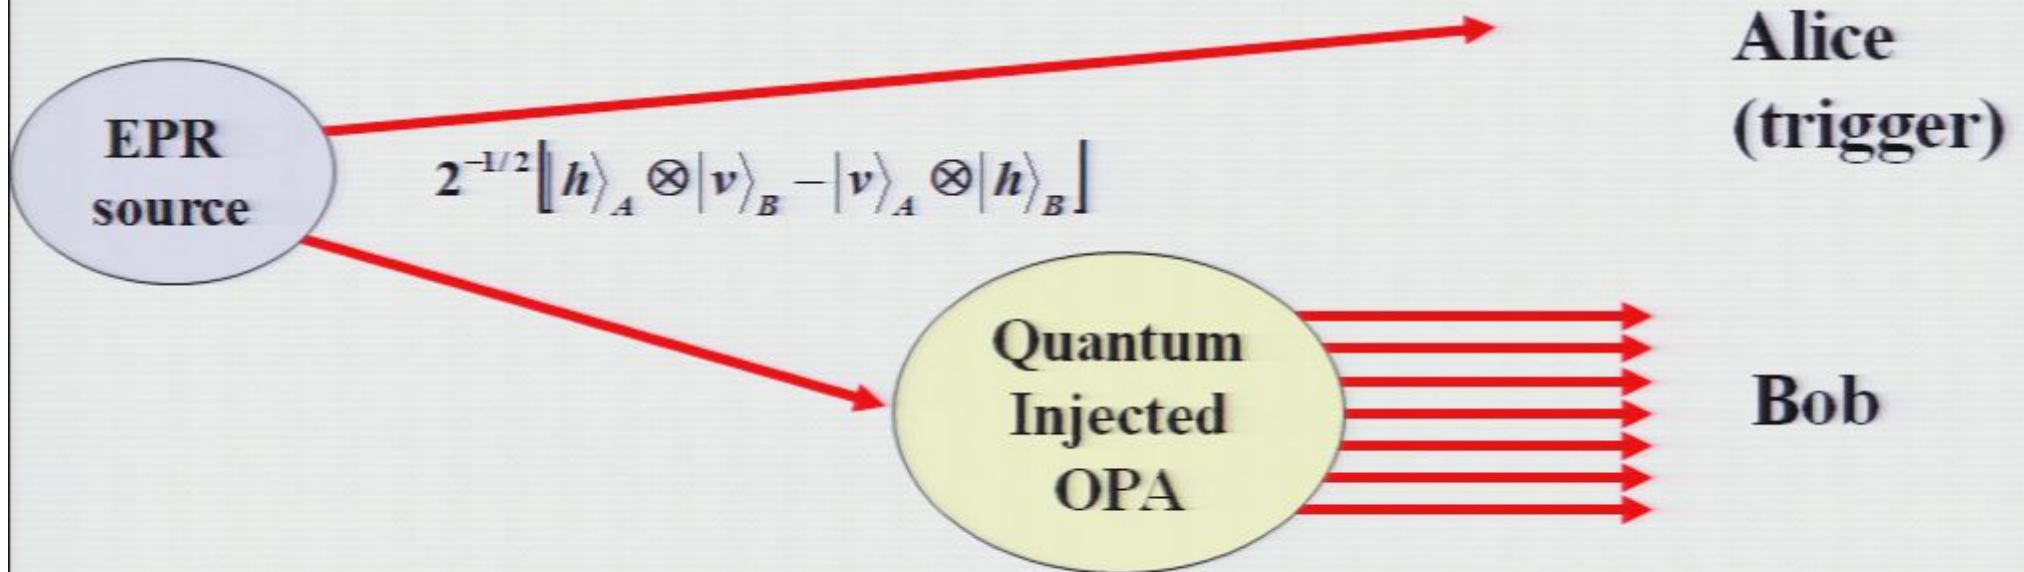 Alice
(trigger)
EPR
source
2^{-1/2}[|h⟩_A ⊗|v⟩_B −|v⟩_A ⊗|h⟩_B]
Quantum
Injected
OPA
Bob